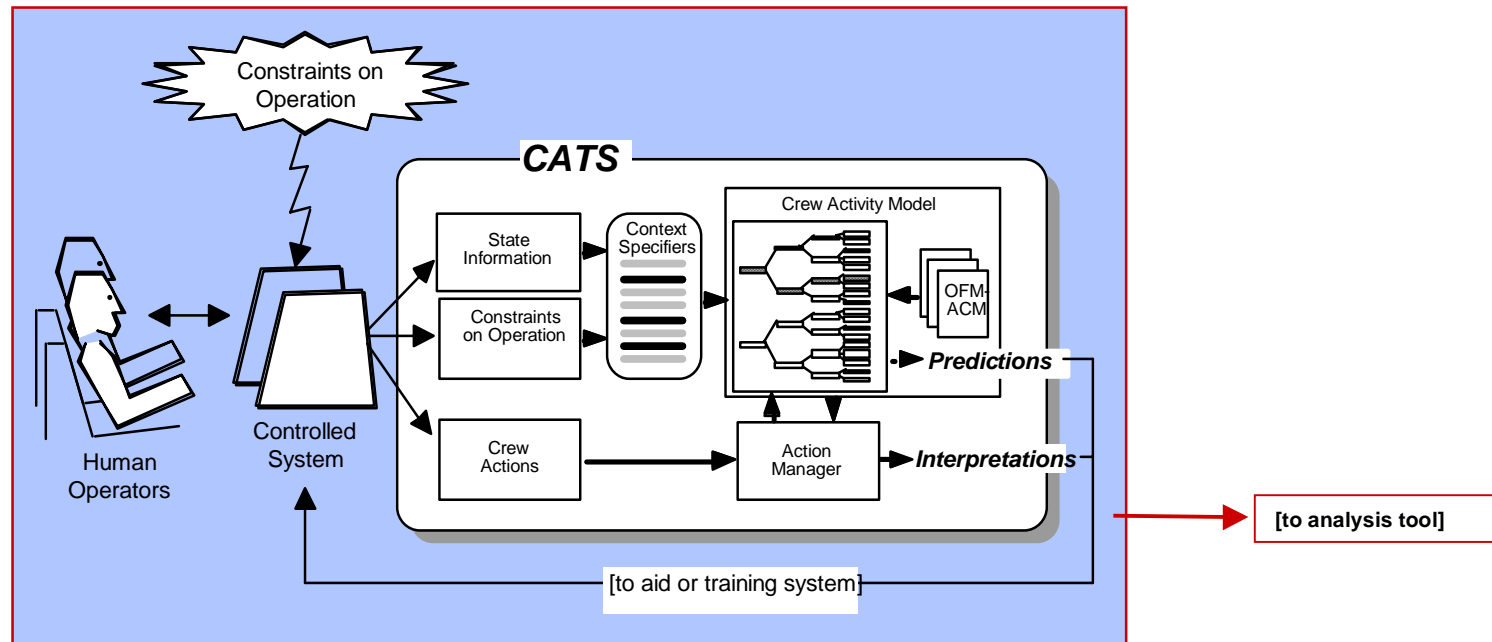 Constraints on
Operation
CATS
Crew Activity Model
State
Information
Context
Specifiers
OFM-
ACM
Constraints
on Operation
Predictions
Controlled
System
Crew
Actions
Action
Manager
Interpretations
Human
Operators
[to analysis tool]
[to aid or training system]